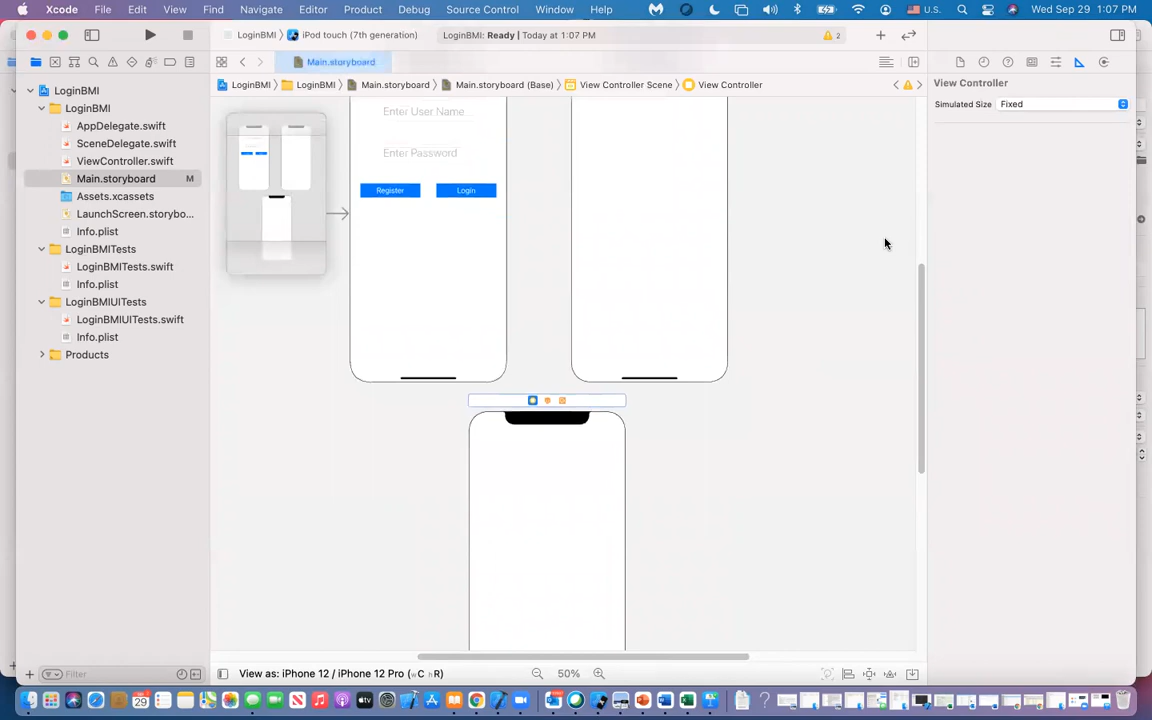 Xcode File Edit View Find Navigate Editor Product Debug Source Control Window Help U.S. Wed Sep 29 1:07 PM
LoginBMI iPod touch (7th generation) LoginBMI: Ready | Today at 1:07 PM 2
Main.storyboard
LoginBMI LoginBMI Main.storyboard Main.storyboard (Base) View Controller Scene View Controller
View Controller
Simulated Size Fixed
LoginBMI
LoginBMI
AppDelegate.swift
SceneDelegate.swift
ViewController.swift
Main.storyboard M
Assets.xcassets
LaunchScreen.storybo...
Info.plist
LoginBMITests
LoginBMITests.swift
Info.plist
LoginBMIUITests
LoginBMIUITests.swift
Info.plist
Products
Enter User Name
Enter Password
Register Login
Filter
View as: iPhone 12 / iPhone 12 Pro (wC hR) 50%